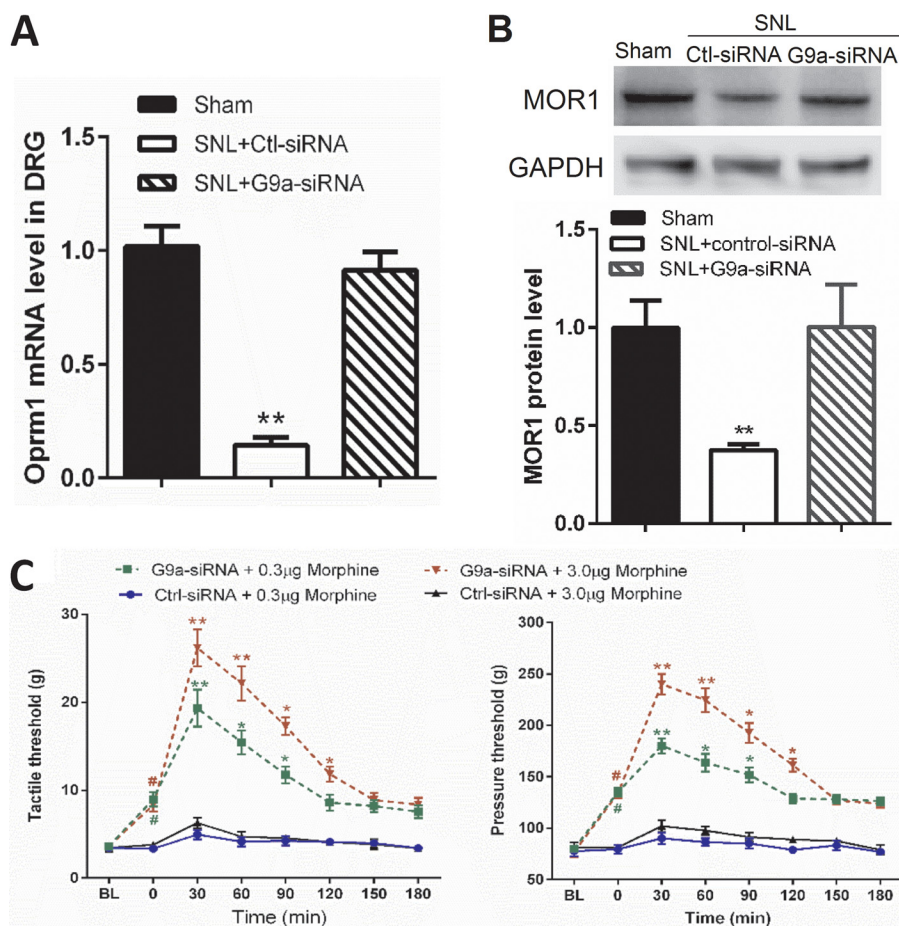 A
Sham
SNL+Ctl-siRNA
SNL+G9a-siRNA
Oprm1 mRNA level in DRG
1.5
1.0
0.5
0.0
**
B
SNL
Sham Ctl-siRNA G9a-siRNA
MOR1
GAPDH
Sham
SNL+control-siRNA
SNL+G9a-siRNA
MOR1 protein level
1.5
1.0
0.5
0.0
**
C
G9a-siRNA + 0.3μg Morphine
G9a-siRNA + 3.0μg Morphine
Ctrl-siRNA + 0.3μg Morphine
Ctrl-siRNA + 3.0μg Morphine
Tactile threshold (g)
30
20
10
0
# # ** ** ** * * * *
BL 0 30 60 90 120 150 180
Time (min)
Pressure threshold (g)
300
250
200
150
100
50
# # ** ** ** * * * *
BL 0 30 60 90 120 150 180
Time (min)